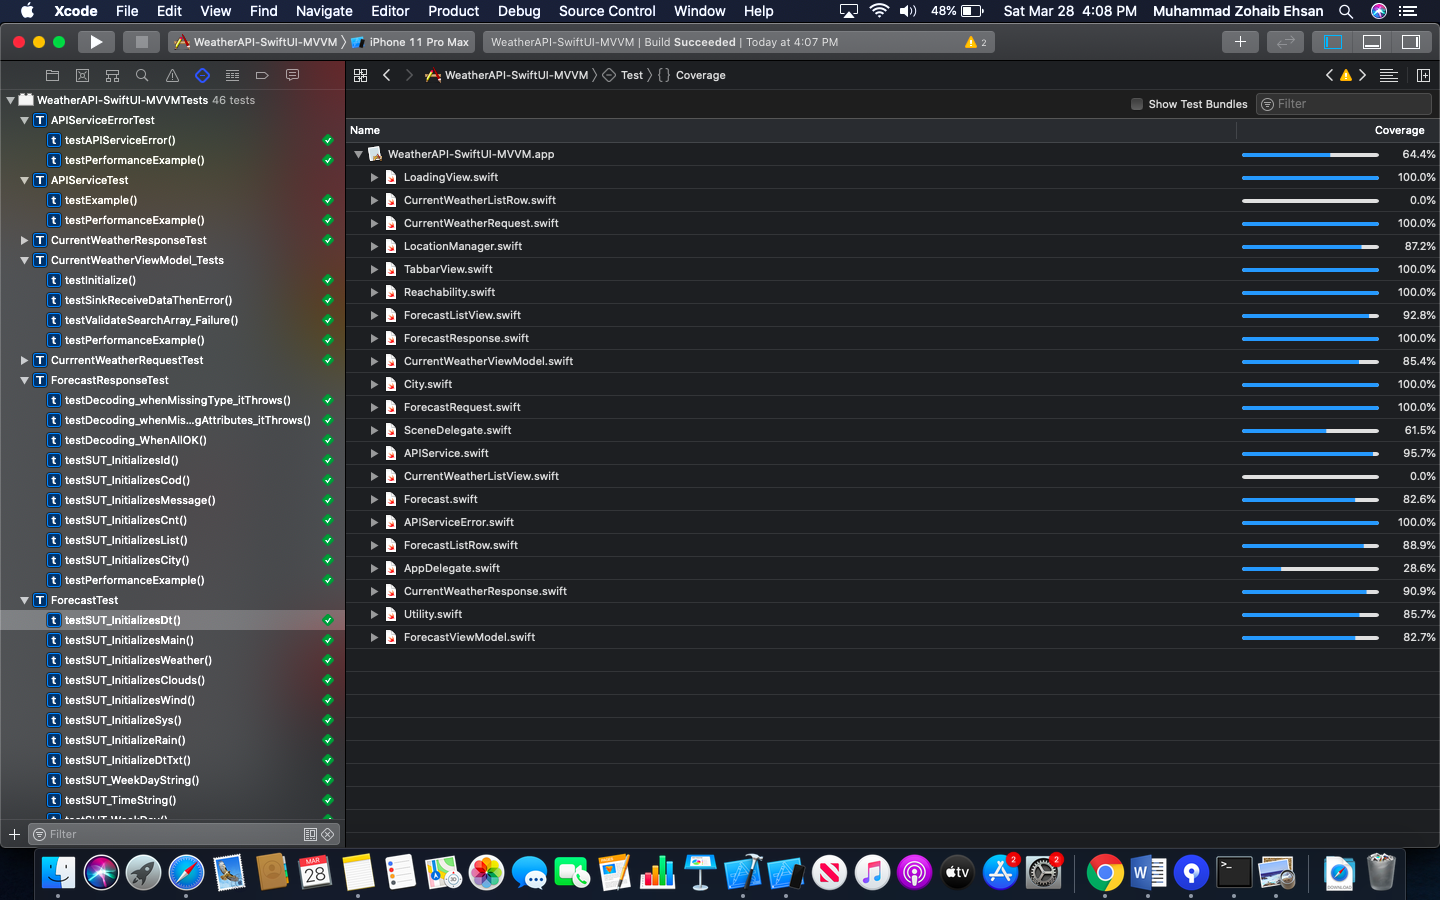 Xcode File Edit View Find Navigate Editor Product Debug Source Control Window Help 48% Sat Mar 28 4:08 PM Muhammad Zohaib Ehsan
WeatherAPI-SwiftUI-MVVM iPhone 11 Pro Max WeatherAPI-SwiftUI-MVVM | Build Succeeded | Today at 4:07 PM 2
WeatherAPI-SwiftUI-MVVM Test {} Coverage
Show Test Bundles Filter
WeatherAPI-SwiftUI-MVVMTests 46 tests
APIServiceErrorTest
testAPIServiceError()
testPerformanceExample()
APIServiceTest
testExample()
testPerformanceExample()
CurrentWeatherResponseTest
CurrentWeatherViewModel_Tests
testInitialize()
testSinkReceiveDataThenError()
testValidateSearchArray_Failure()
testPerformanceExample()
CurrrentWeatherRequestTest
ForecastResponseTest
testDecoding_whenMissingType_itThrows()
testDecoding_whenMis...gAttributes_itThrows()
testDecoding_WhenAllOK()
testSUT_InitializesId()
testSUT_InitializesCod()
testSUT_InitializesMessage()
testSUT_InitializesCnt()
testSUT_InitializesList()
testSUT_InitializesCity()
testPerformanceExample()
ForecastTest
testSUT_InitializesDt()
testSUT_InitializesMain()
testSUT_InitializesWeather()
testSUT_InitializesClouds()
testSUT_InitializesWind()
testSUT_InitializeSys()
testSUT_InitializeRain()
testSUT_InitializeDtTxt()
testSUT_WeekDayString()
testSUT_TimeString()
testSUT_WeekDay()
Filter
Name Coverage
WeatherAPI-SwiftUI-MVVM.app 64.4%
LoadingView.swift 100.0%
CurrentWeatherListRow.swift 0.0%
CurrentWeatherRequest.swift 100.0%
LocationManager.swift 87.2%
TabbarView.swift 100.0%
Reachability.swift 100.0%
ForecastListView.swift 92.8%
ForecastResponse.swift 100.0%
CurrentWeatherViewModel.swift 85.4%
City.swift 100.0%
ForecastRequest.swift 100.0%
SceneDelegate.swift 61.5%
APIService.swift 95.7%
CurrentWeatherListView.swift 0.0%
Forecast.swift 82.6%
APIServiceError.swift 100.0%
ForecastListRow.swift 88.9%
AppDelegate.swift 28.6%
CurrentWeatherResponse.swift 90.9%
Utility.swift 85.7%
ForecastViewModel.swift 82.7%
MAR
28
tv
2
2
W
DOWNLOAD